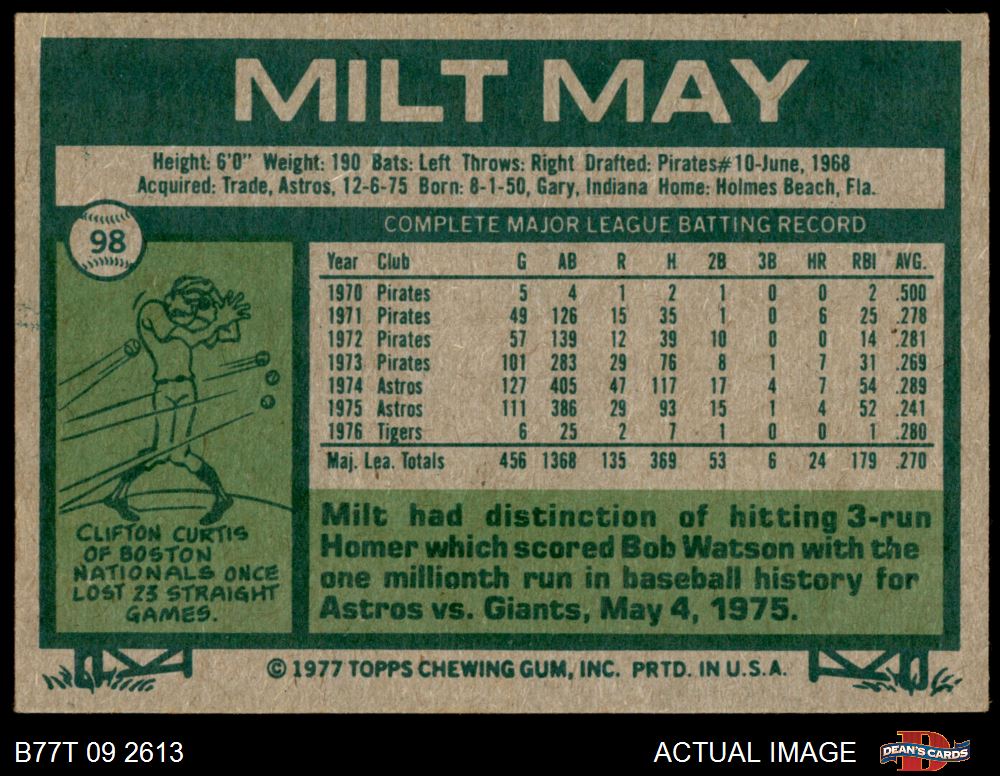 MILT MAY
Height: 6'0" Weight: 190 Bats: Left Throws: Right Drafted: Pirates#10-June, 1968
Acquired: Trade, Astros, 12-6-75 Born: 8-1-50, Gary, Indiana Home: Holmes Beach, Fla.
98
COMPLETE MAJOR LEAGUE BATTING RECORD
Year Club G AB R H 2B 3B HR RBI AVG.
1970 Pirates 5 4 1 2 1 0 0 2 .500
1971 Pirates 49 126 15 35 1 0 6 25 .278
1972 Pirates 57 139 12 39 10 0 0 14 .281
1973 Pirates 101 283 29 76 8 1 7 31 .269
1974 Astros 127 405 47 117 17 4 7 54 .289
1975 Astros 111 386 29 93 15 1 4 52 .241
1976 Tigers 6 25 2 7 1 0 0 1 .280
Maj. Lea. Totals 456 1368 135 369 53 6 24 179 .270
CLIFTON CURTIS
OF BOSTON
NATIONALS ONCE
LOST 23 STRAIGHT
GAMES.
Milt had distinction of hitting 3-run
Homer which scored Bob Watson with the
one millionth run in baseball history for
Astros vs. Giants, May 4, 1975.
© 1977 TOPPS CHEWING GUM, INC. PRTD. IN U.S.A.
B77T 09 2613
ACTUAL IMAGE
DEAN'S CARDS